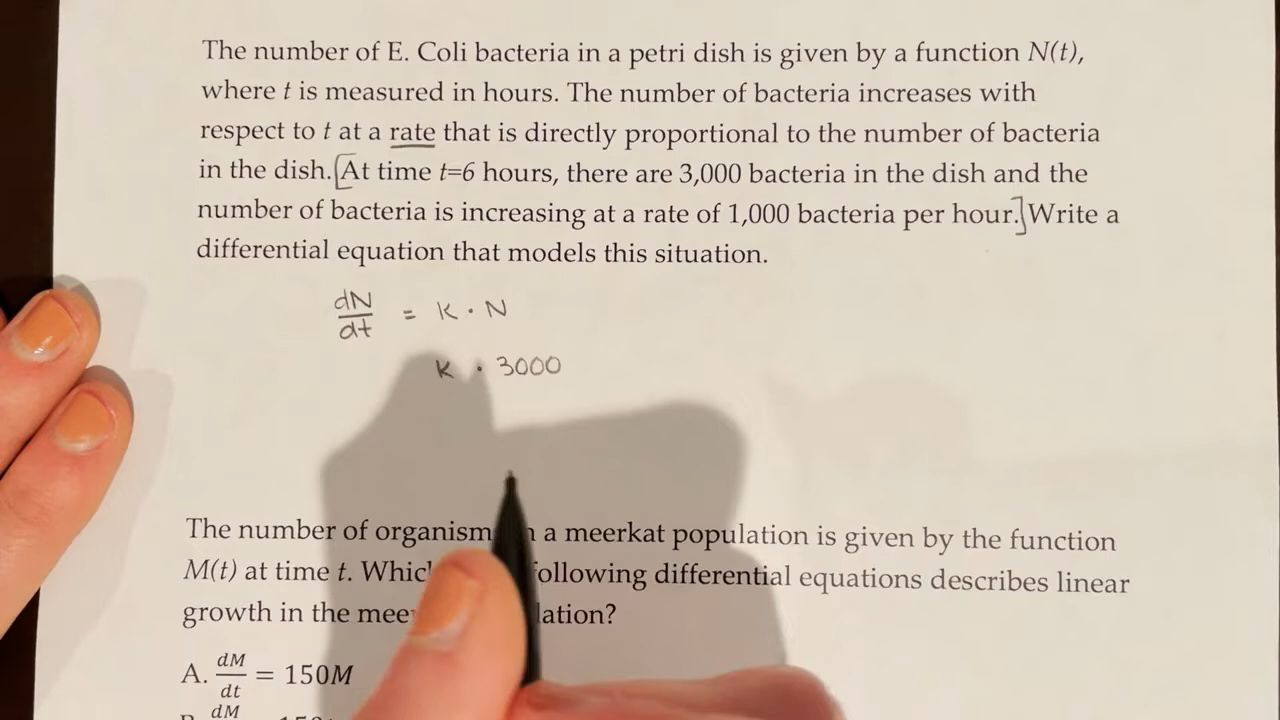 The number of E. Coli bacteria in a petri dish is given by a function N(t),
where t is measured in hours. The number of bacteria increases with
respect to t at a rate that is directly proportional to the number of bacteria
in the dish. [At time t=6 hours, there are 3,000 bacteria in the dish and the
number of bacteria is increasing at a rate of 1,000 bacteria per hour.] Write a
differential equation that models this situation.
dN/dt = K · N
K · 3000
The number of organism a meerkat population is given by the function
M(t) at time t. following differential equations describes linear
growth in the
A. dM/dt = 150M
dM